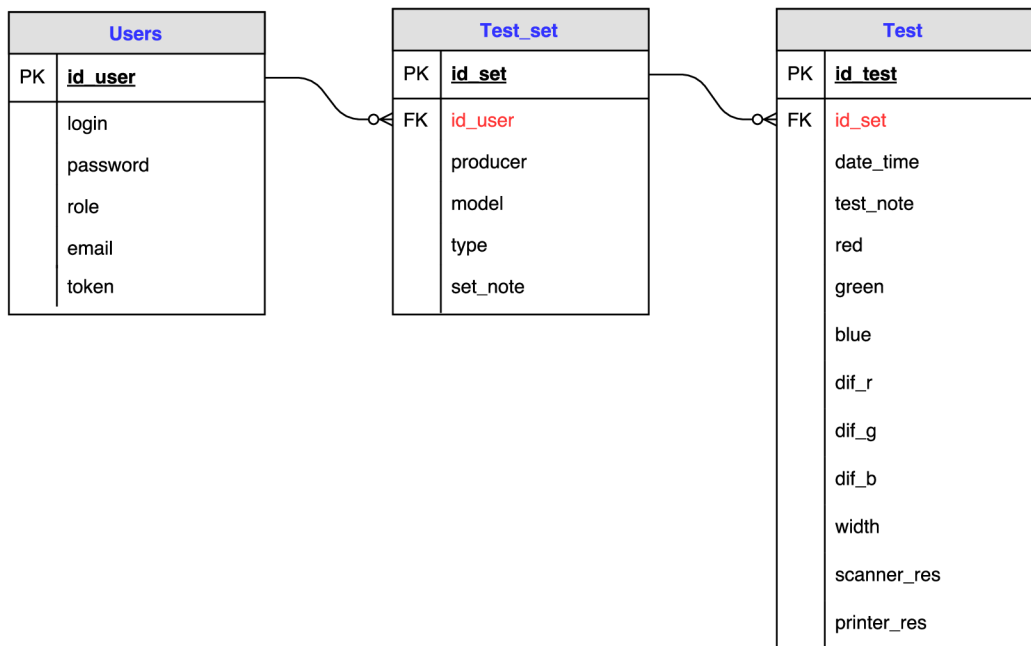 Users
PK id_user
login
password
role
email
token
Test_set
PK id_set
FK id_user
producer
model
type
set_note
Test
PK id_test
FK id_set
date_time
test_note
red
green
blue
dif_r
dif_g
dif_b
width
scanner_res
printer_res